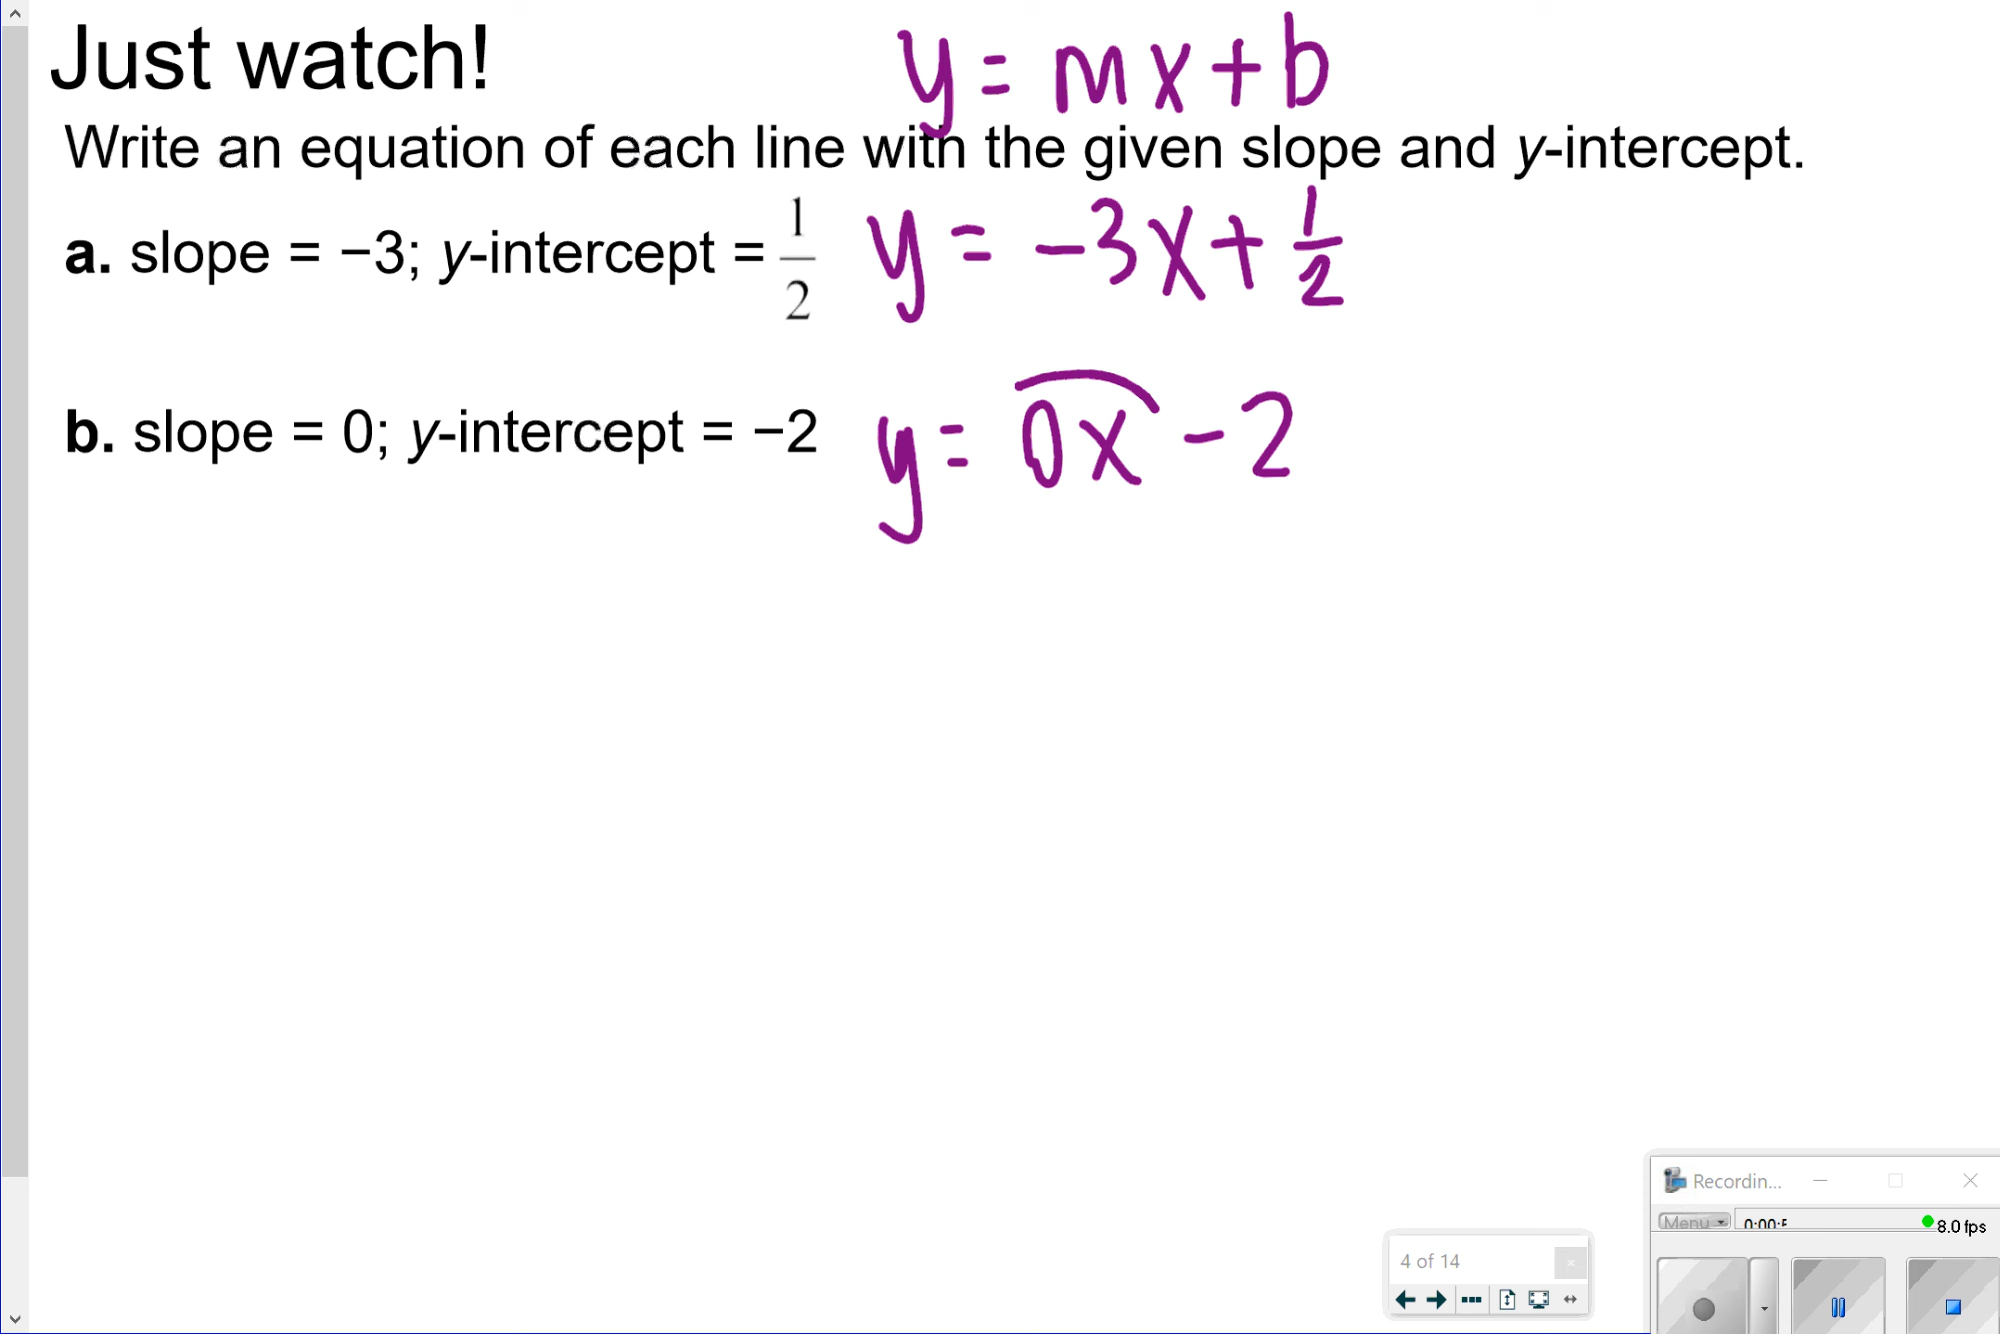 Just watch! y = mx + b
Write an equation of each line with the given slope and y-intercept.
a. slope = −3; y-intercept = 1/2 y = -3x + 1/2
b. slope = 0; y-intercept = −2 y = 0x - 2
Recordin...
Menu 8.0 fps
4 of 14